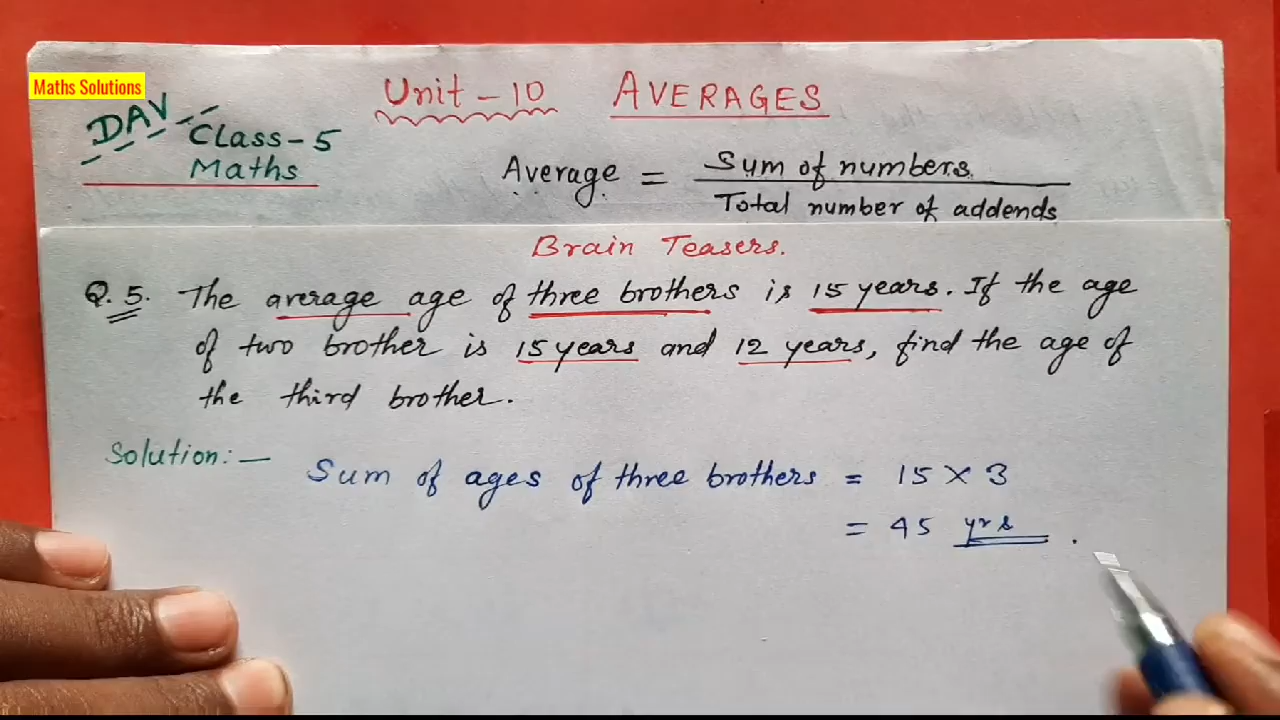 Maths Solutions
DAV
Class-5
Maths
Unit-10 AVERAGES
Average = Sum of numbers
Total number of addends
Brain Teasers.
Q.5. The average age of three brothers is 15 years. If the age
of two brother is 15 years and 12 years, find the age of
the third brother.
Solution:—
Sum of ages of three brothers = 15 × 3
= 45 yrs.